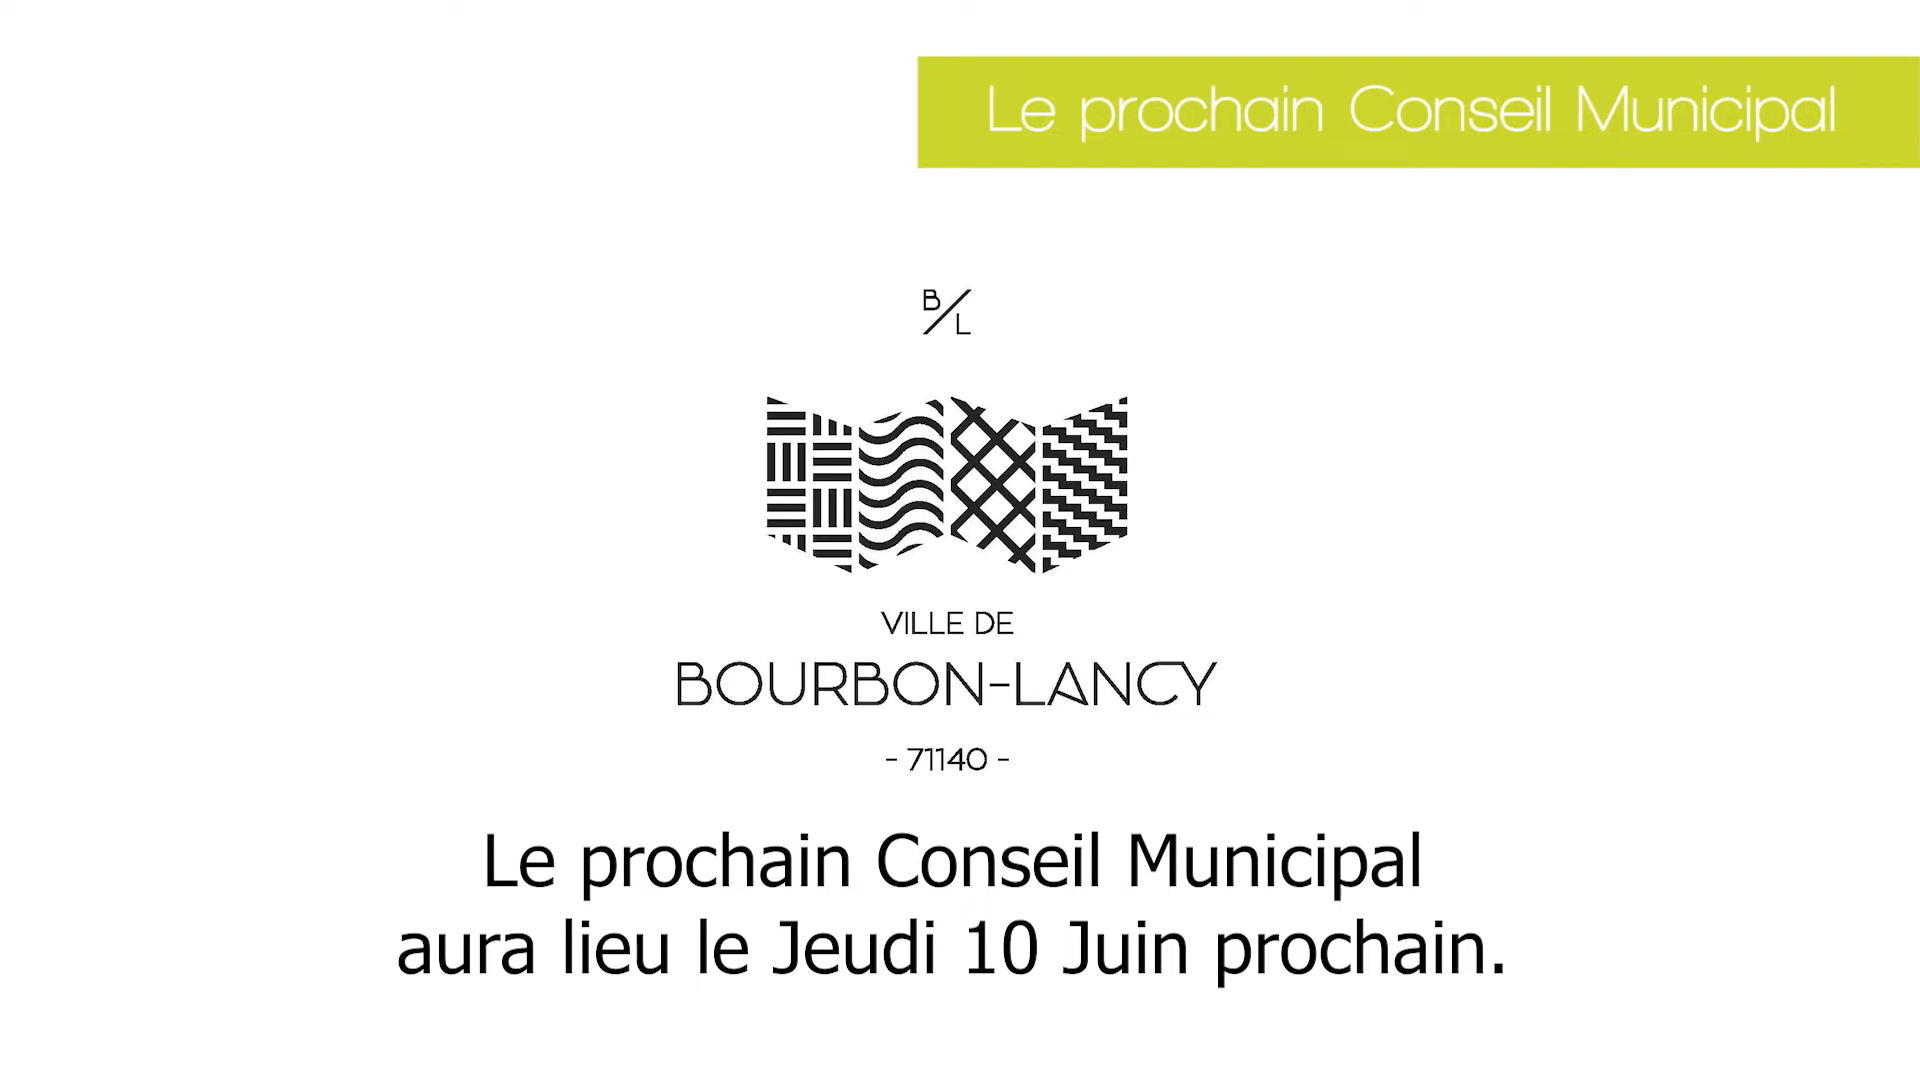 Le prochain Conseil Municipal
B/L
VILLE DE
BOURBON-LANCY
- 71140 -
Le prochain Conseil Municipal
aura lieu le Jeudi 10 Juin prochain.